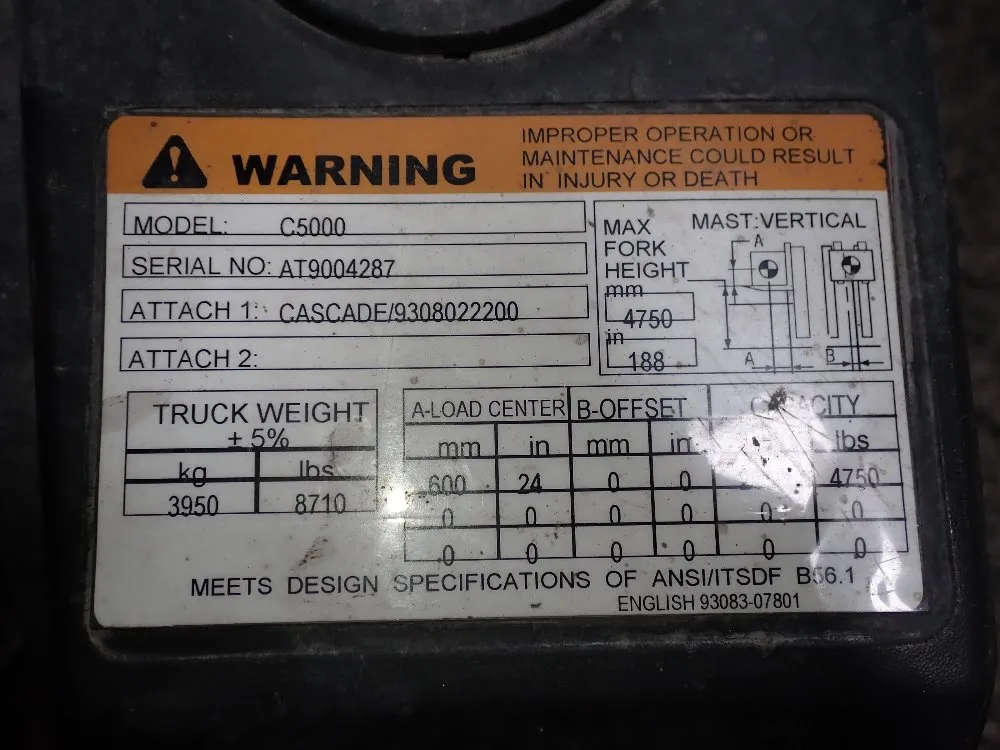 WARNING
IMPROPER OPERATION OR
MAINTENANCE COULD RESULT
IN INJURY OR DEATH
MODEL: C5000
SERIAL NO: AT9004287
ATTACH 1: CASCADE/9308022200
ATTACH 2:
MAX
FORK
HEIGHT
mm
4750
in
188
MAST:VERTICAL
A
A
B
TRUCK WEIGHT
± 5%
kg lbs
3950 8710
A-LOAD CENTER B-OFFSET CAPACITY
mm in mm in lbs
600 24 0 0 4750
0 0 0 0 0 0
0 0 0 0 0 0
MEETS DESIGN SPECIFICATIONS OF ANSI/ITSDF B56.1
ENGLISH 93083-07801